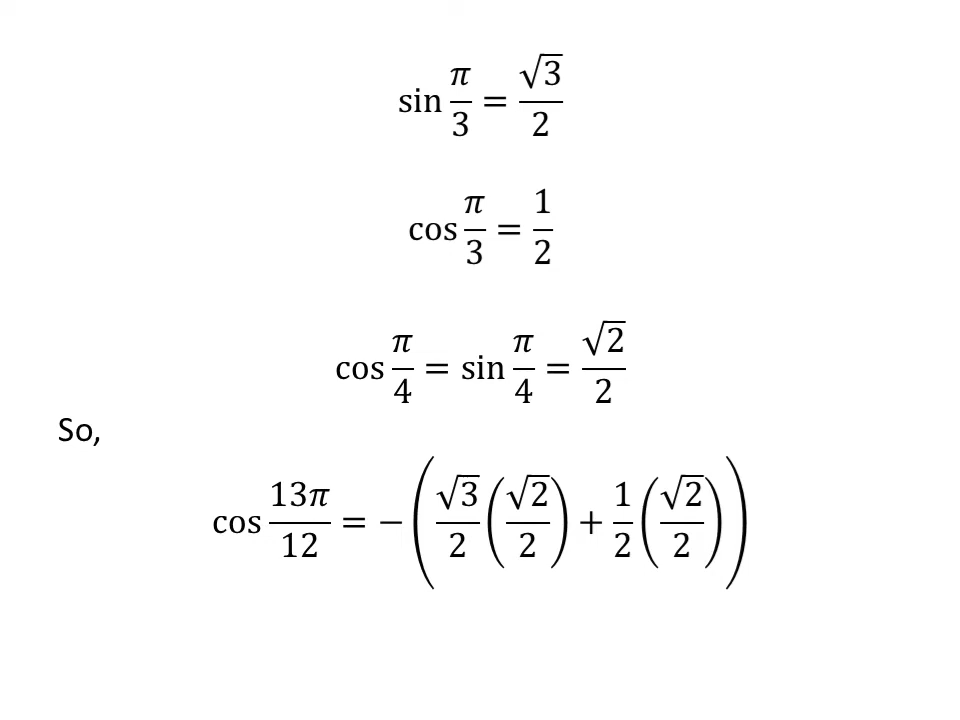 sin π/3 = √3/2
cos π/3 = 1/2
cos π/4 = sin π/4 = √2/2
So,
cos 13π/12 = −(√3/2 (√2/2) + 1/2 (√2/2))